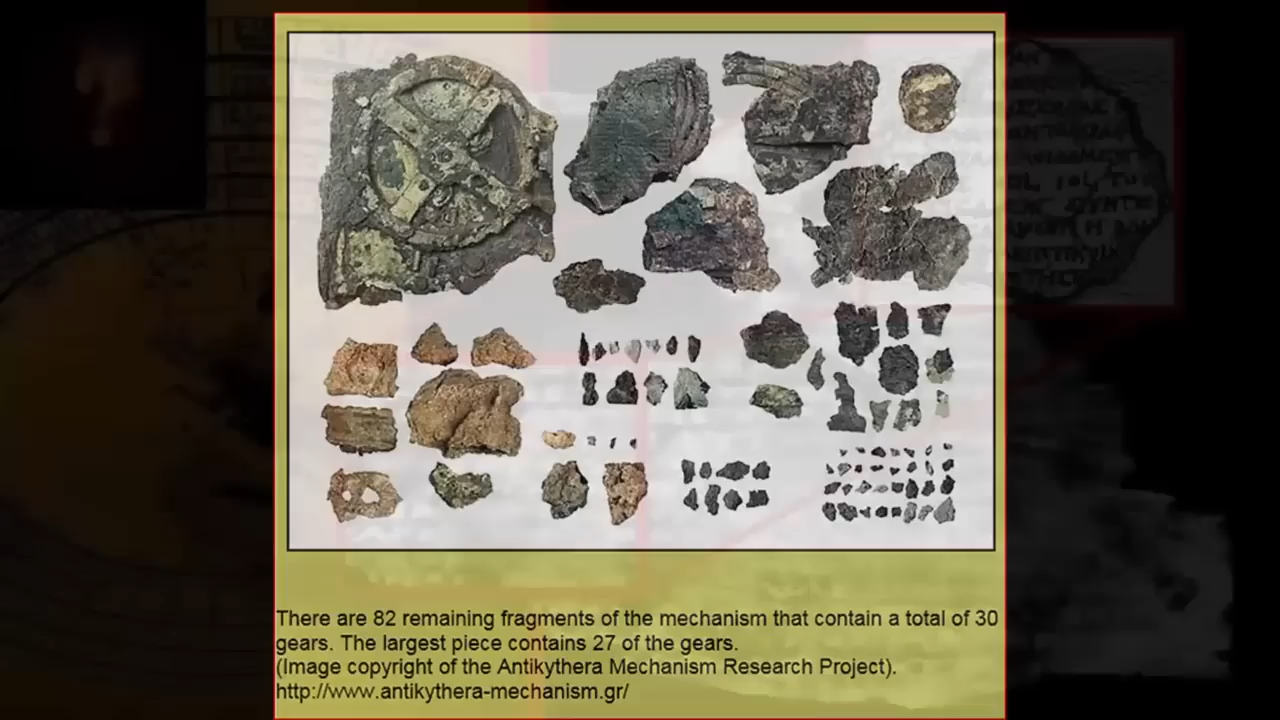 There are 82 remaining fragments of the mechanism that contain a total of 30
gears. The largest piece contains 27 of the gears.
(Image copyright of the Antikythera Mechanism Research Project).
http://www.antikythera-mechanism.gr/